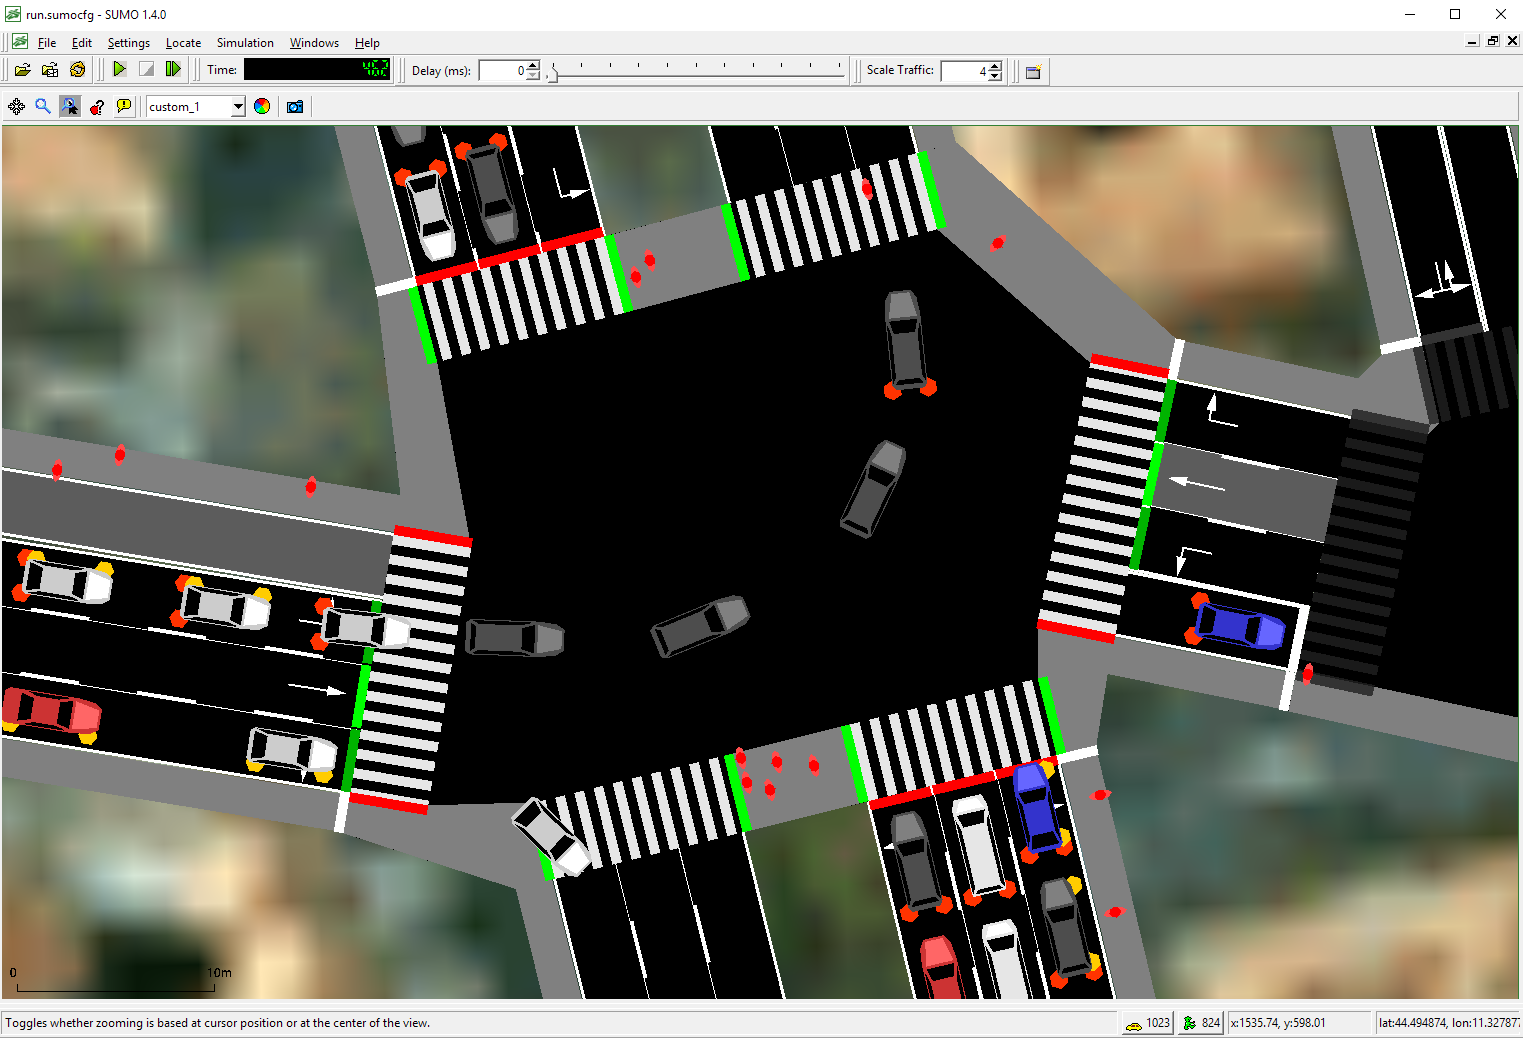 run.sumocfg - SUMO 1.4.0
File Edit Settings Locate Simulation Windows Help
Time: 462 Delay (ms): 0 Scale Traffic: 4
custom_1
0 10m
Toggles whether zooming is based at cursor position or at the center of the view. 1023 824 x:1535.74, y:598.01 lat:44.494874, lon:11.327877